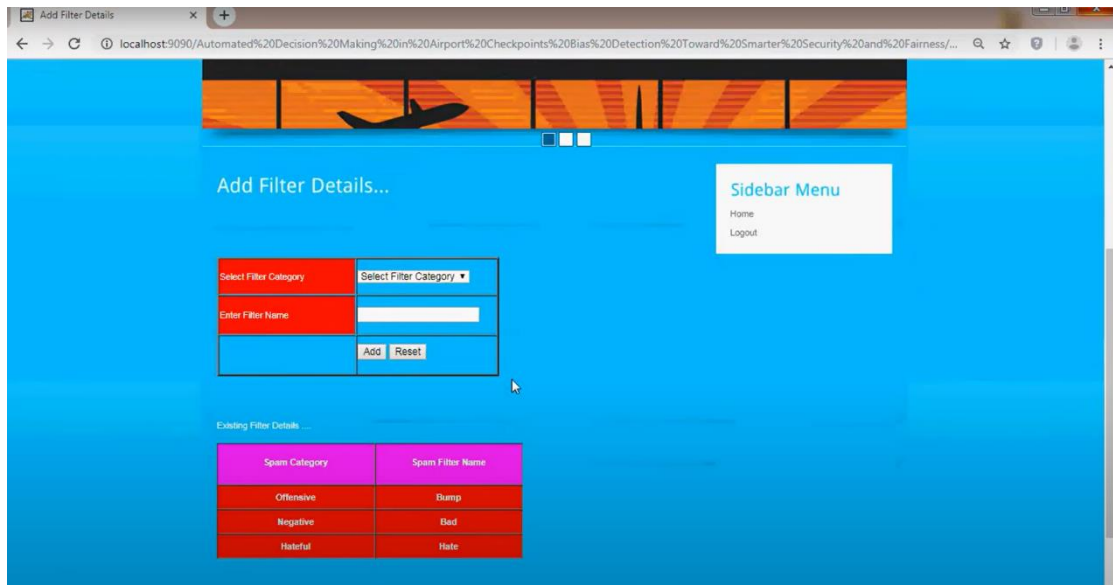 Add Filter Details
localhost:9090/Automated%20Decision%20Making%20in%20Airport%20Checkpoints%20Bias%20Detection%20Toward%20Smarter%20Security%20and%20Fairness/...
Add Filter Details...
Sidebar Menu
Home
Logout
Select Filter Category Select Filter Category
Enter Filter Name
Add Reset
Existing Filter Details ....
Spam Category Spam Filter Name
Offensive Bump
Negative Bad
Hateful Hate